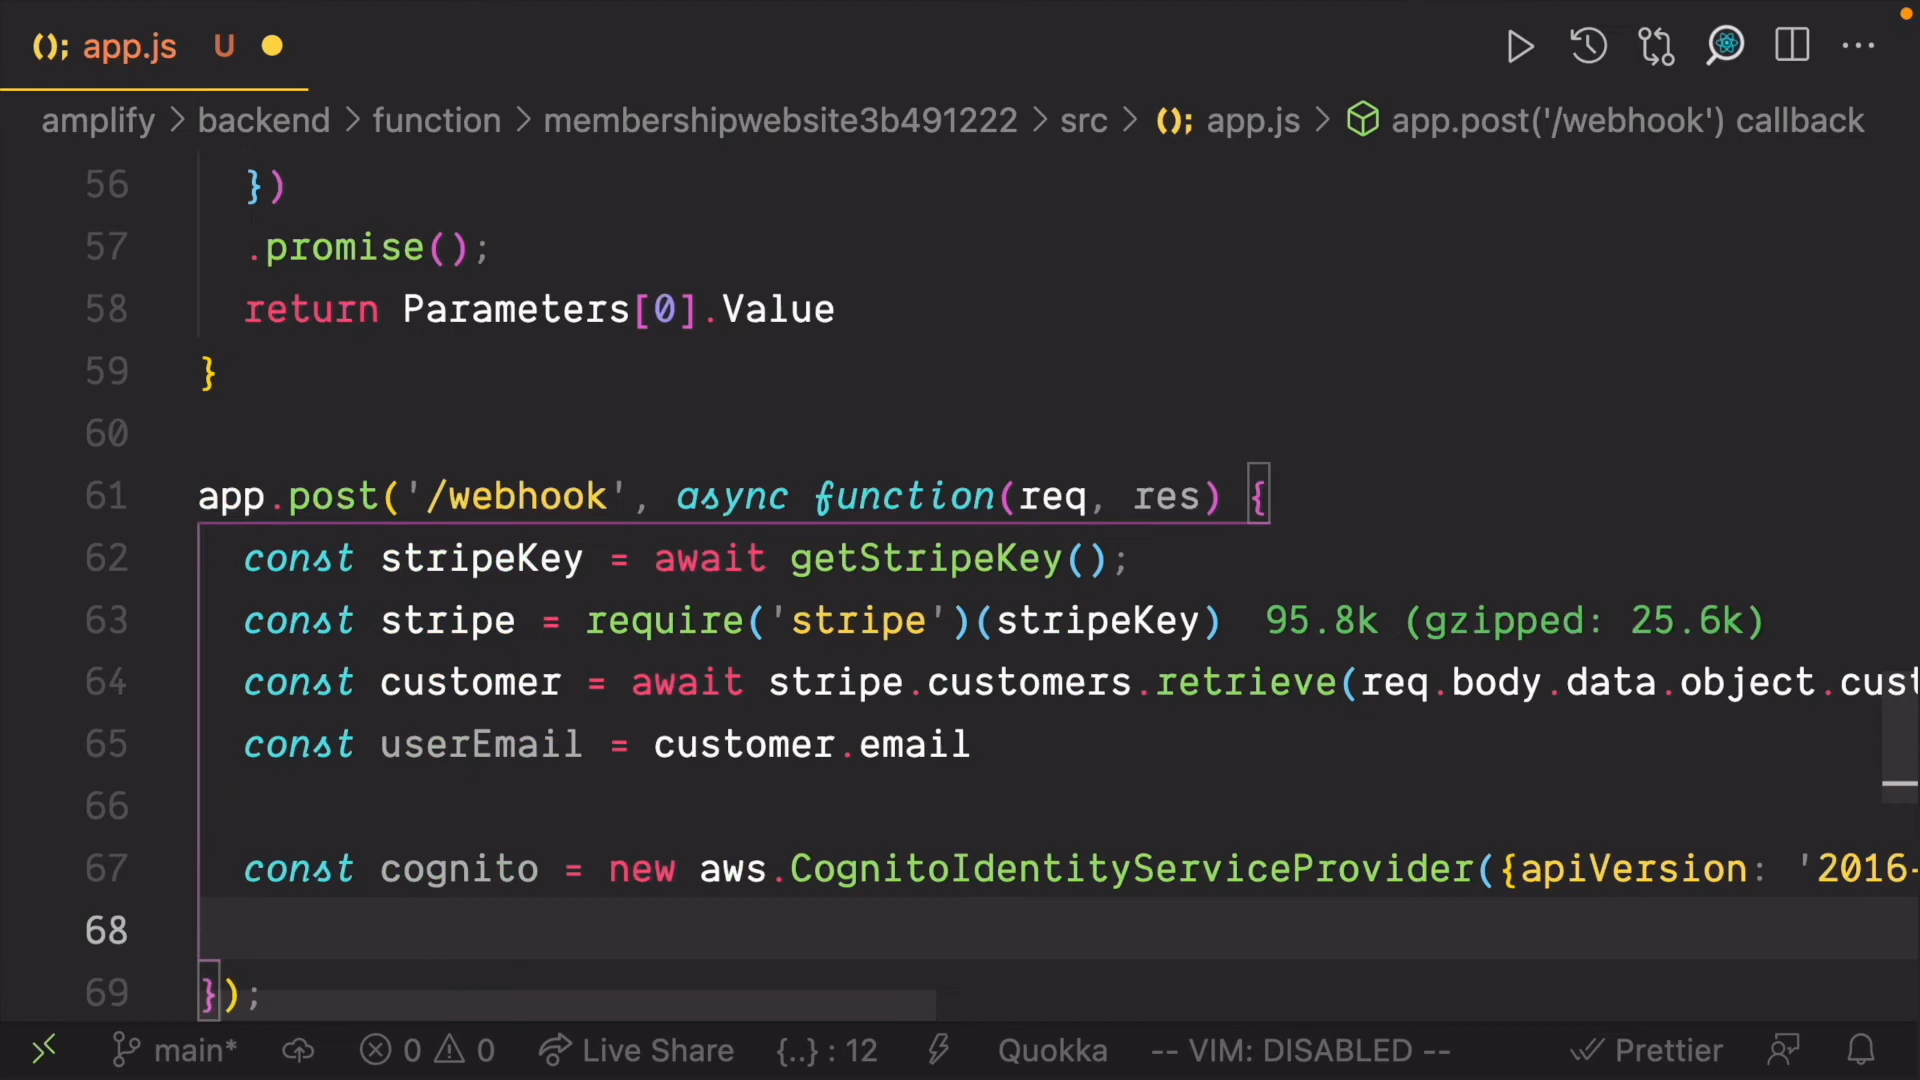 (); app.js U
amplify > backend > function > membershipwebsite3b491222 > src > (); app.js > app.post('/webhook') callback
56 })
57 .promise();
58 return Parameters[0].Value
59 }
60
61 app.post('/webhook', async function(req, res) {
62 const stripeKey = await getStripeKey();
63 const stripe = require('stripe')(stripeKey) 95.8k (gzipped: 25.6k)
64 const customer = await stripe.customers.retrieve(req.body.data.object.cust
65 const userEmail = customer.email
66
67 const cognito = new aws.CognitoIdentityServiceProvider({apiVersion: '2016-
68
69 });
main* 0 0 Live Share {..} : 12 Quokka -- VIM: DISABLED -- Prettier